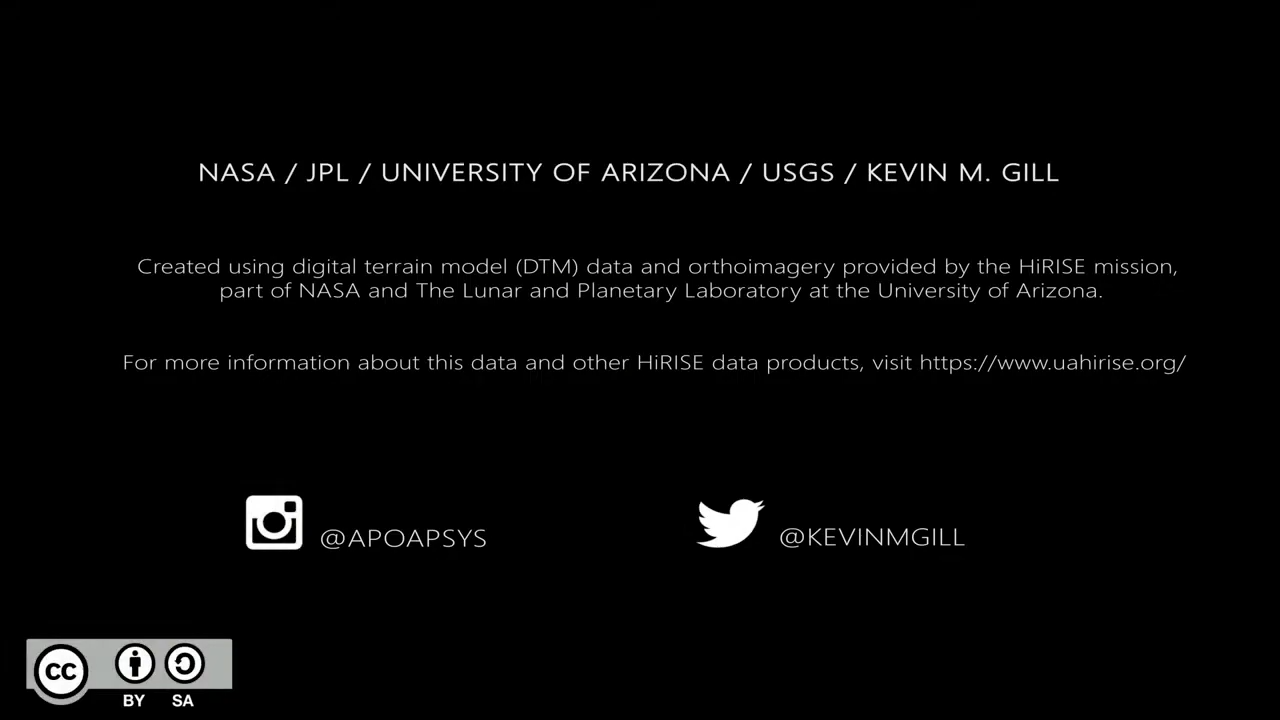 NASA / JPL / UNIVERSITY OF ARIZONA / USGS / KEVIN M. GILL
Created using digital terrain model (DTM) data and orthoimagery provided by the HiRISE mission,
part of NASA and The Lunar and Planetary Laboratory at the University of Arizona.
For more information about this data and other HiRISE data products, visit https://www.uahirise.org/
@APOAPSYS
@KEVINMGILL
cc
BY SA